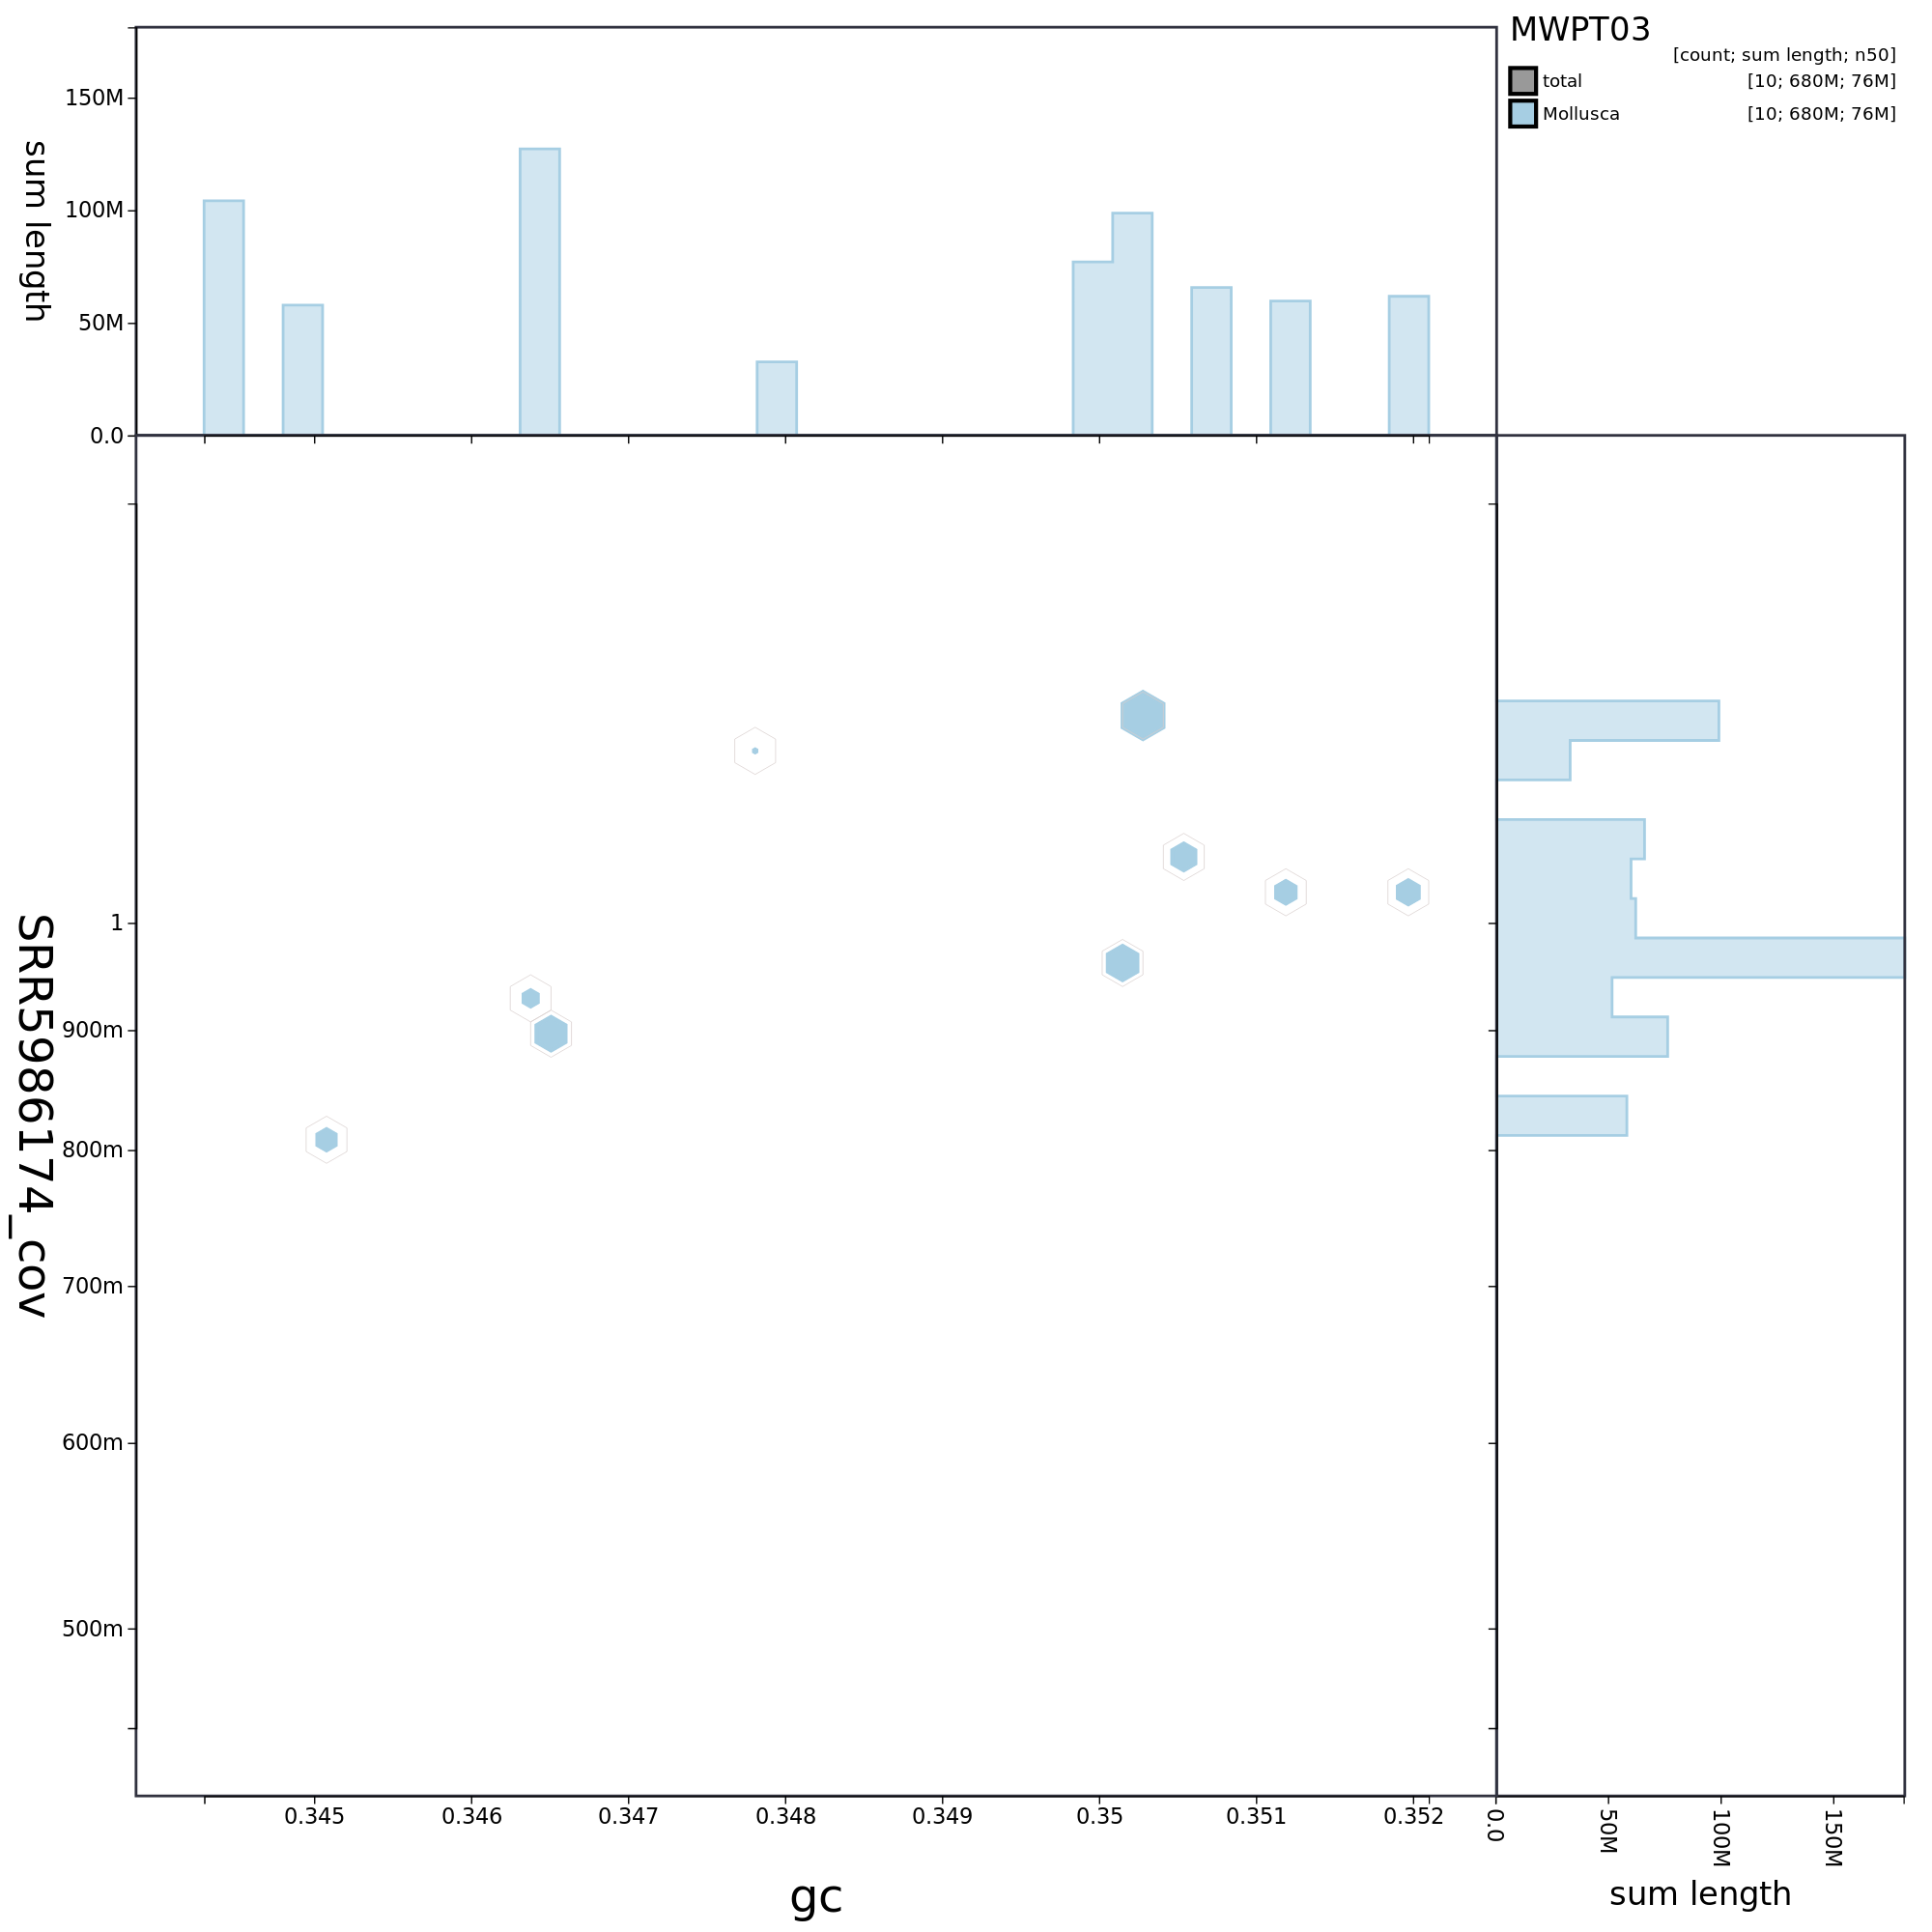 MWPT03
[count; sum length; n50]
total [10; 680M; 76M]
Mollusca [10; 680M; 76M]
sum length
150M
100M
50M
0.0
SRR5986174_cov
1
900m
800m
700m
600m
500m
0.345 0.346 0.347 0.348 0.349 0.35 0.351 0.352
gc
0.0 50M 100M 150M
sum length